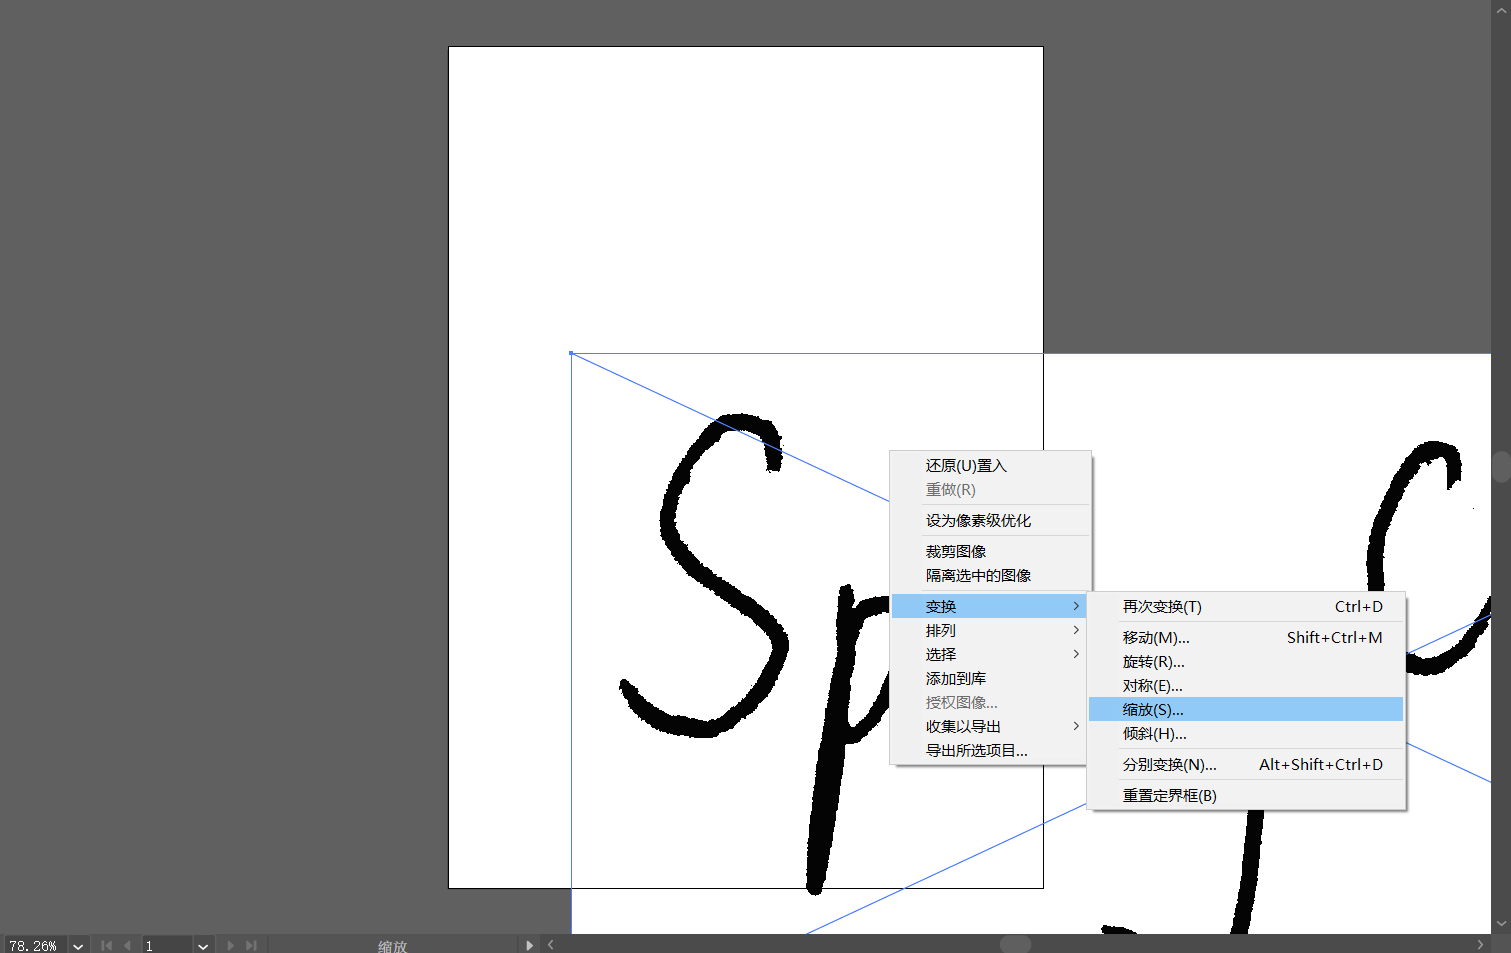 Sp
还原(U)置入
重做(R)
设为像素级优化
裁剪图像
隔离选中的图像
变换
排列
选择
添加到库
授权图像...
收集以导出
导出所选项目...
再次变换(T) Ctrl+D
移动(M)... Shift+Ctrl+M
旋转(R)...
对称(E)...
缩放(S)...
倾斜(H)...
分别变换(N)... Alt+Shift+Ctrl+D
重置定界框(B)
78.26% 1 缩放